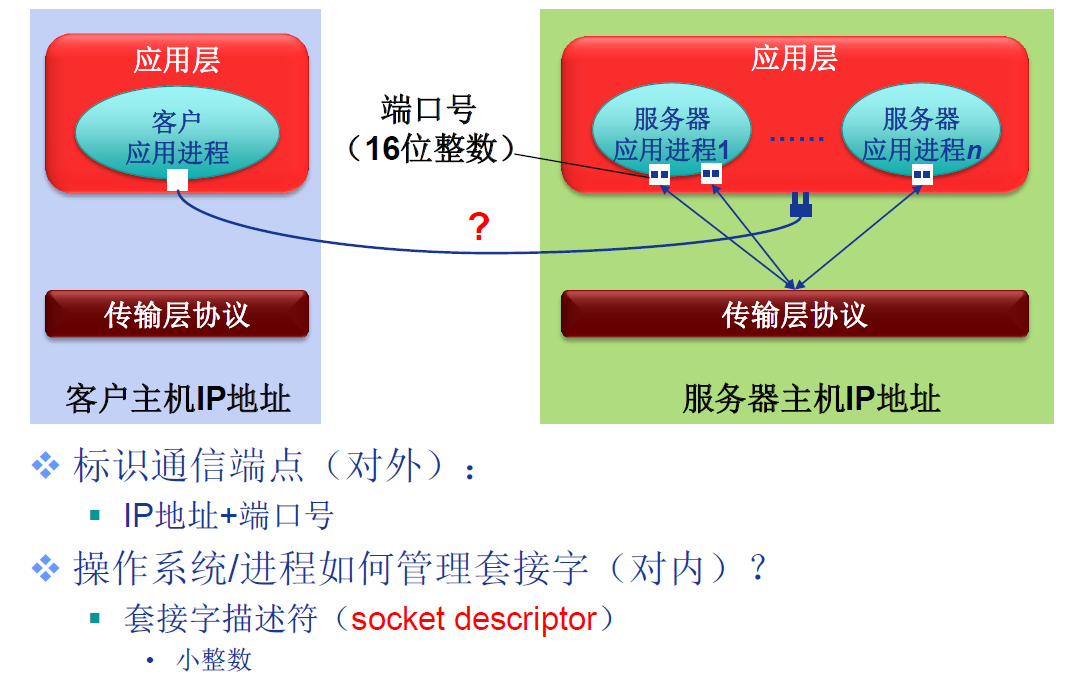 应用层
客户
应用进程
端口号
（16位整数）
应用层
服务器
应用进程1
……
服务器
应用进程n
?
传输层协议
传输层协议
客户主机IP地址
服务器主机IP地址
标识通信端点（对外）：
IP地址+端口号
操作系统/进程如何管理套接字（对内）？
套接字描述符（socket descriptor）
小整数